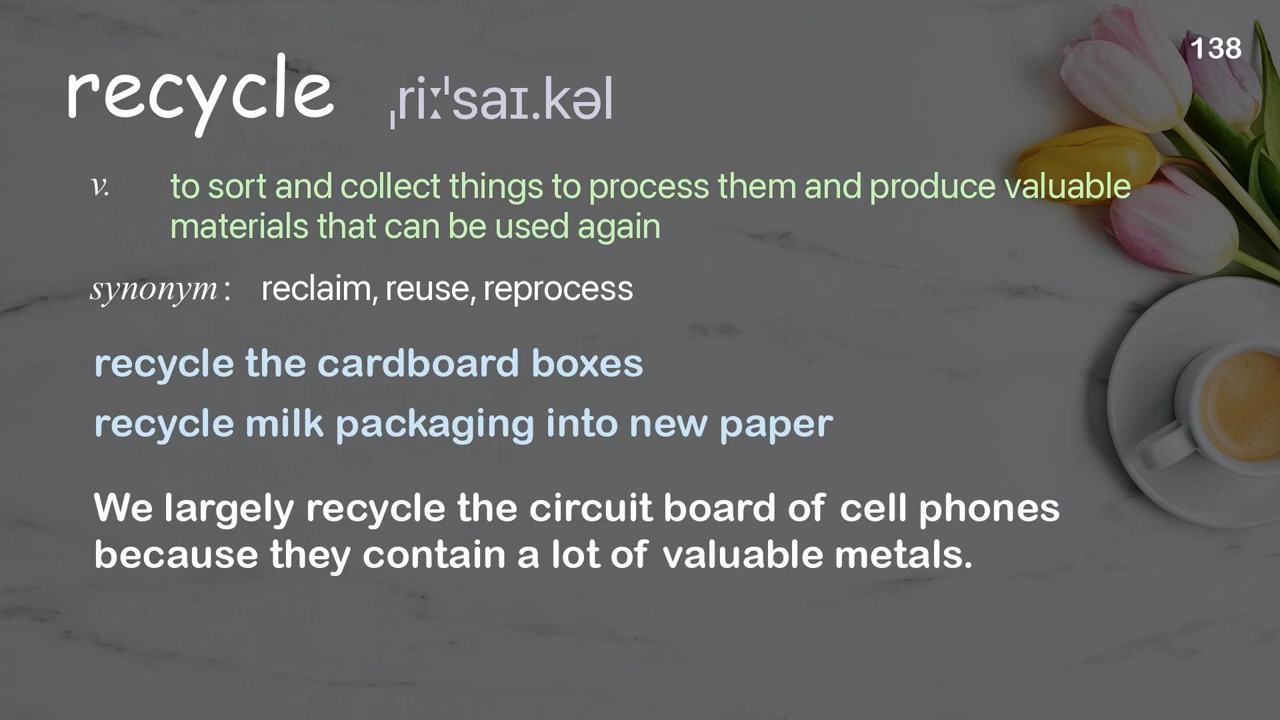 138
recycle ˌriːˈsaɪ.kəl
v. to sort and collect things to process them and produce valuable
materials that can be used again
synonym: reclaim, reuse, reprocess
recycle the cardboard boxes
recycle milk packaging into new paper
We largely recycle the circuit board of cell phones
because they contain a lot of valuable metals.